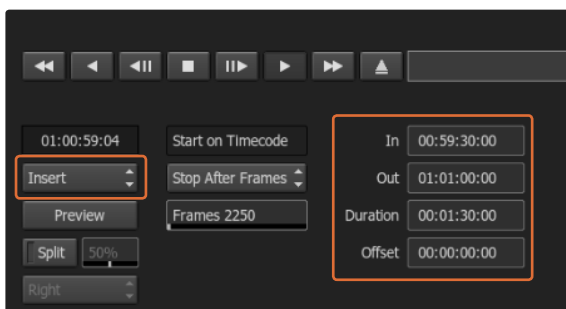 01:00:59:04 Start on Timecode In 00:59:30:00
Insert Stop After Frames Out 01:01:00:00
Preview Frames 2250 Duration 00:01:30:00
Split 50% Offset 00:00:00:00
Right